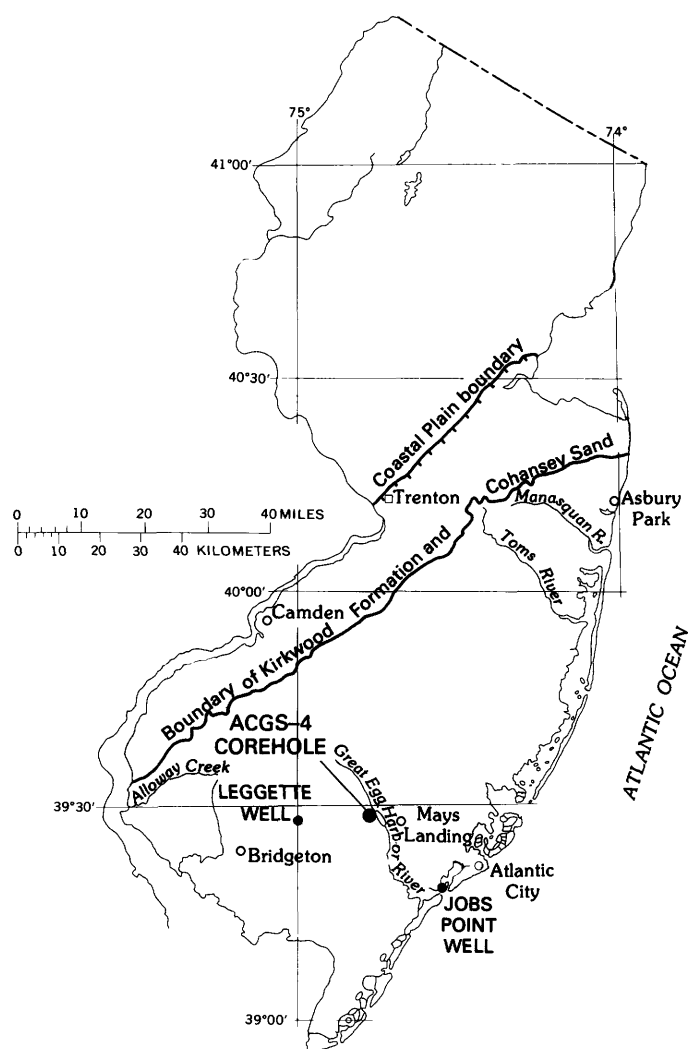 75°
74°
41°00'
40°30'
Coastal Plain boundary
Cohansey Sand
Trenton
Manasquan R.
Asbury
Park
0 10 20 30 40 MILES
0 10 20 30 40 KILOMETERS
Toms River
40°00'
Camden
Boundary of Kirkwood Formation and
ATLANTIC OCEAN
ACGS–4
COREHOLE
Great Egg Harbor River
Alloway Creek
LEGGETTE
WELL
39°30'
Mays
Landing
Bridgeton
Atlantic
City
JOBS
POINT
WELL
39°00'